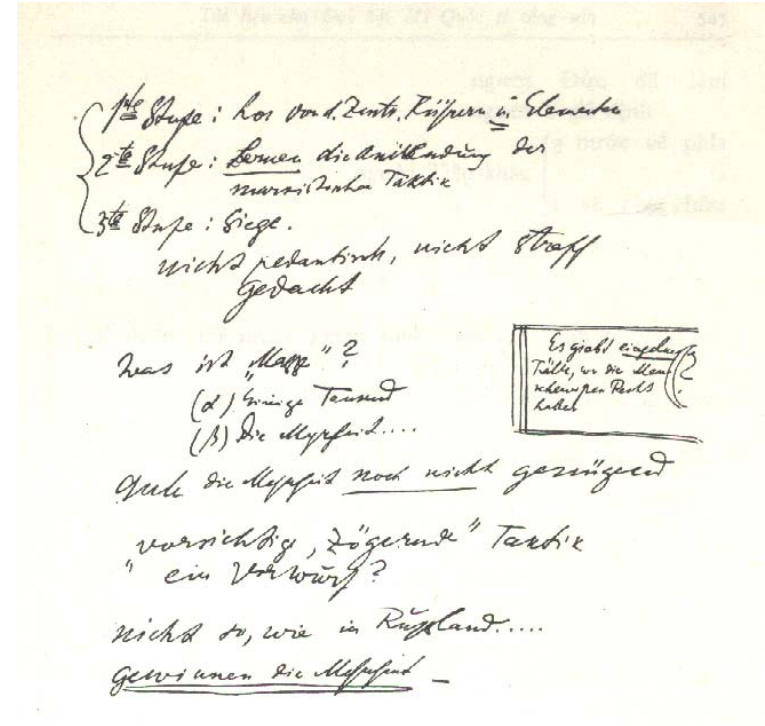 1te Stufe: los von d. Zentr. Rüpern u Elementen
2te Stufe: Lernen die Anwendung der
marxistischen Taktik
3te Stufe: Siege.
nicht pedantisch, nicht straff
gedacht
Was ist „Masse“?
(α) Einige Tausend
(β) Die Mehrheit....
Es giebt einzelne
Fälle, wo die Men
schewiken Recht
haben
?
Auch die Mehrheit noch nicht genügend
„vorsichtig, zögernde“ Taktik
ein Vorwurf?
nicht so, wie in Rußland.....
gewinnen die Mehrheit –